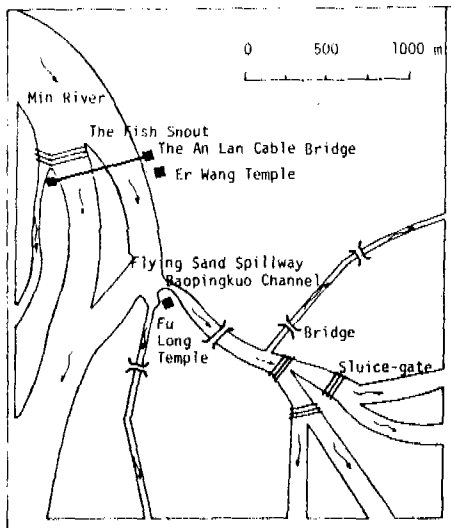 0 500 1000 m
Min River
The Fish Snout
The An Lan Cable Bridge
Er Wang Temple
Flying Sand Spillway
Baopingkuo Channel
Fu
Long
Temple
Bridge
Sluice-gate